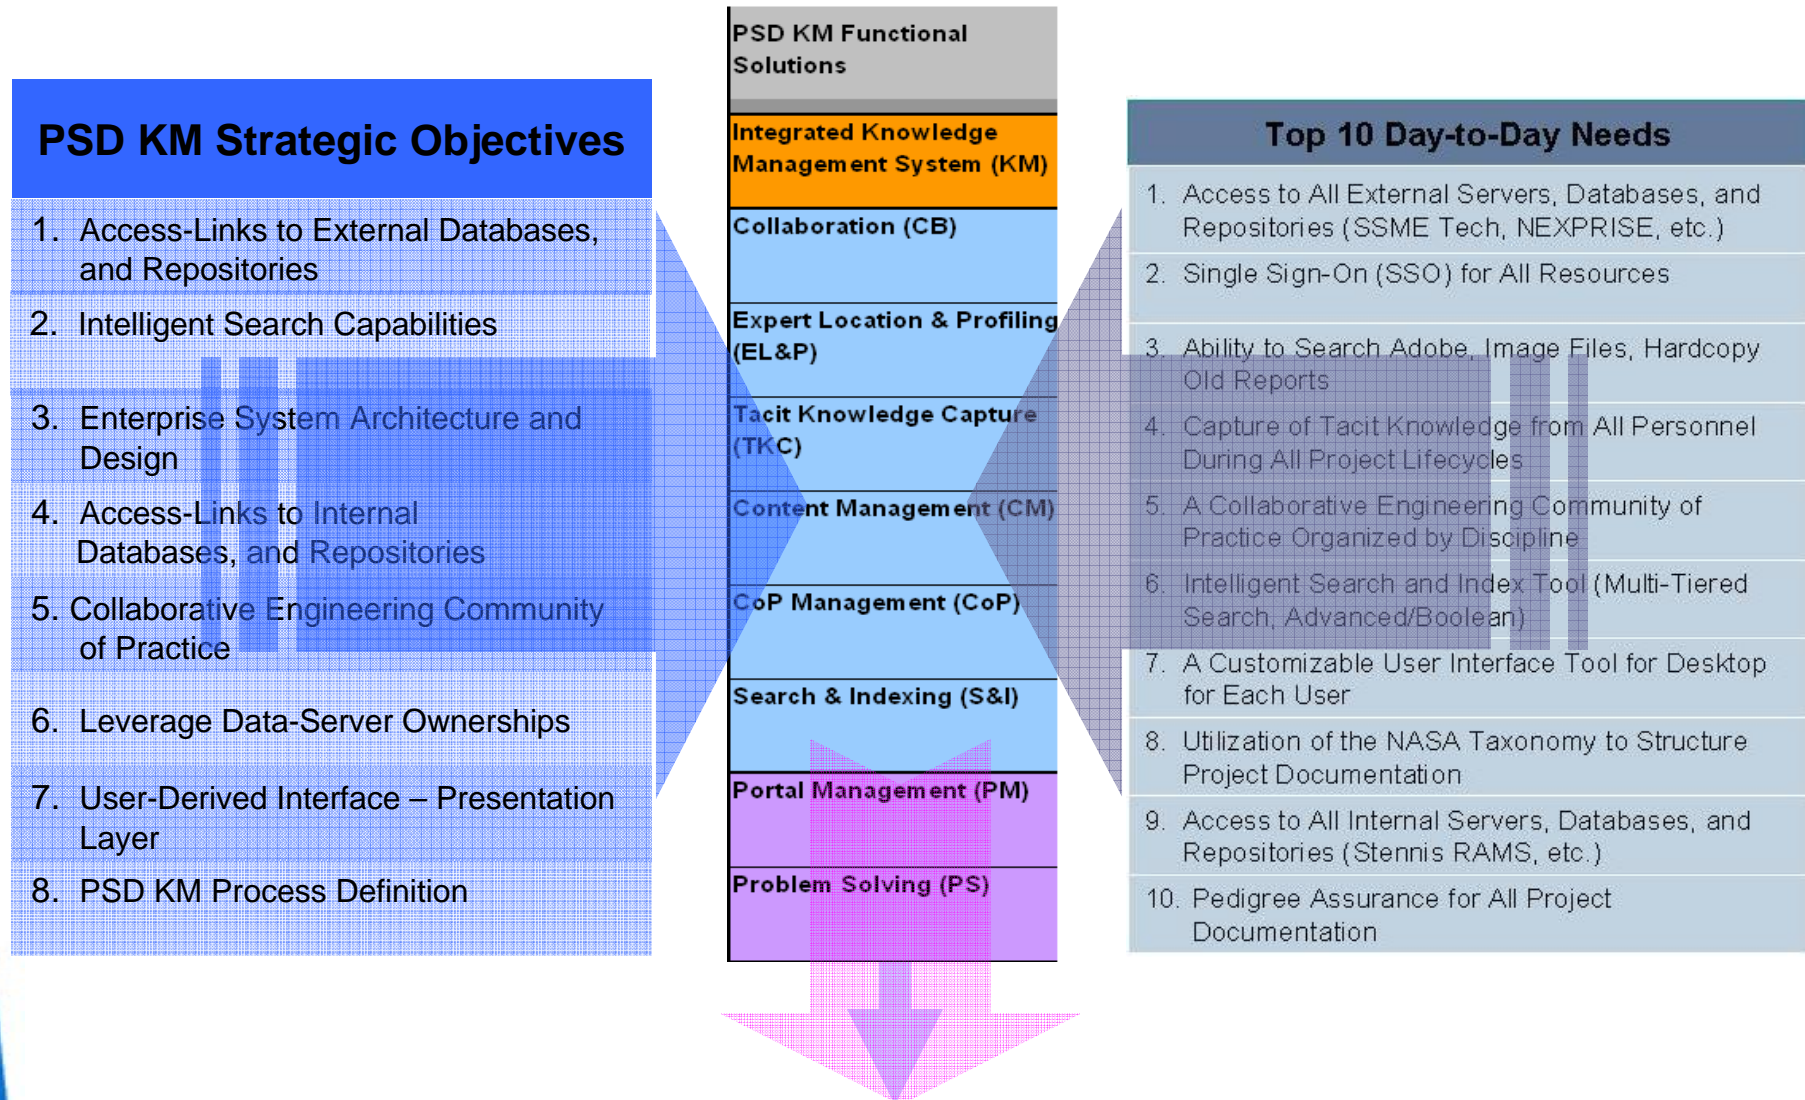 PSD KM Strategic Objectives
1. Access-Links to External Databases,
and Repositories
2. Intelligent Search Capabilities
3. Enterprise System Architecture and
Design
4. Access-Links to Internal
Databases, and Repositories
5. Collaborative Engineering Community
of Practice
6. Leverage Data-Server Ownerships
7. User-Derived Interface – Presentation
Layer
8. PSD KM Process Definition
PSD KM Functional
Solutions
Integrated Knowledge
Management System (KM)
Collaboration (CB)
Expert Location & Profiling
(EL&P)
Tacit Knowledge Capture
(TKC)
Content Management (CM)
CoP Management (CoP)
Search & Indexing (S&I)
Portal Management (PM)
Problem Solving (PS)
Top 10 Day-to-Day Needs
1. Access to All External Servers, Databases, and
Repositories (SSME Tech, NEXPRISE, etc.)
2. Single Sign-On (SSO) for All Resources
3. Ability to Search Adobe, Image Files, Hardcopy
Old Reports
4. Capture of Tacit Knowledge from All Personnel
During All Project Lifecycles
5. A Collaborative Engineering Community of
Practice Organized by Discipline
6. Intelligent Search and Index Tool (Multi-Tiered
Search, Advanced/Boolean)
7. A Customizable User Interface Tool for Desktop
for Each User
8. Utilization of the NASA Taxonomy to Structure
Project Documentation
9. Access to All Internal Servers, Databases, and
Repositories (Stennis RAMS, etc.)
10. Pedigree Assurance for All Project
Documentation